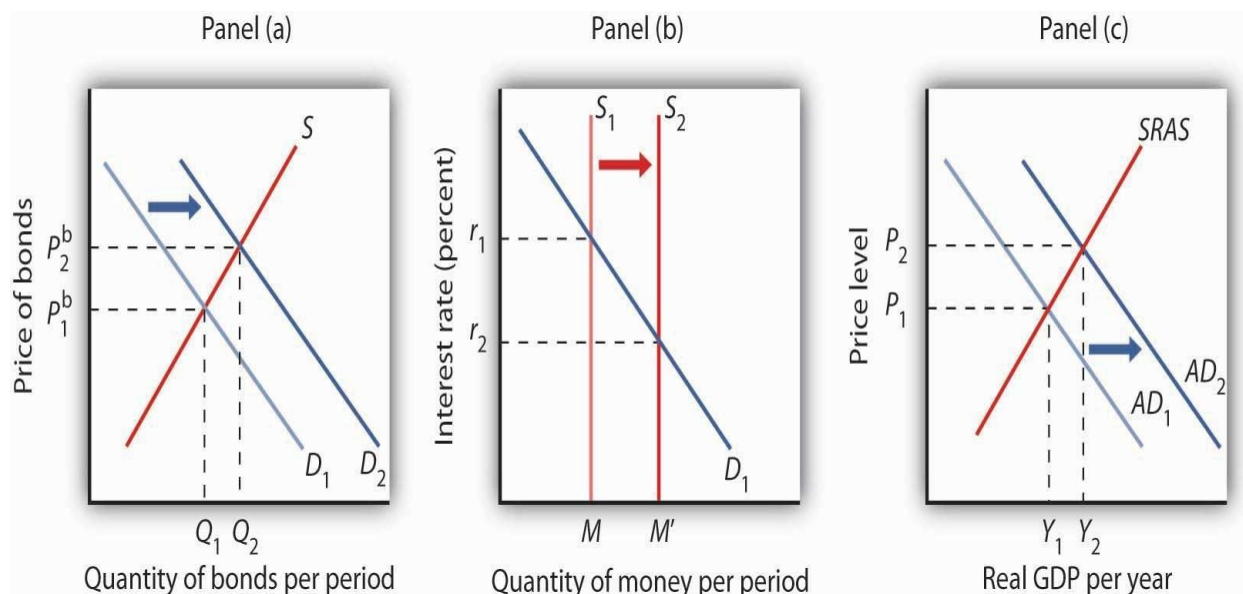 Panel (a)
Price of bonds
P₂ᵇ
P₁ᵇ
S
D₁
D₂
Q₁
Q₂
Quantity of bonds per period
Panel (b)
Interest rate (percent)
r₁
r₂
S₁
S₂
D₁
M
M'
Quantity of money per period
Panel (c)
Price level
P₂
P₁
SRAS
AD₂
AD₁
Y₁
Y₂
Real GDP per year